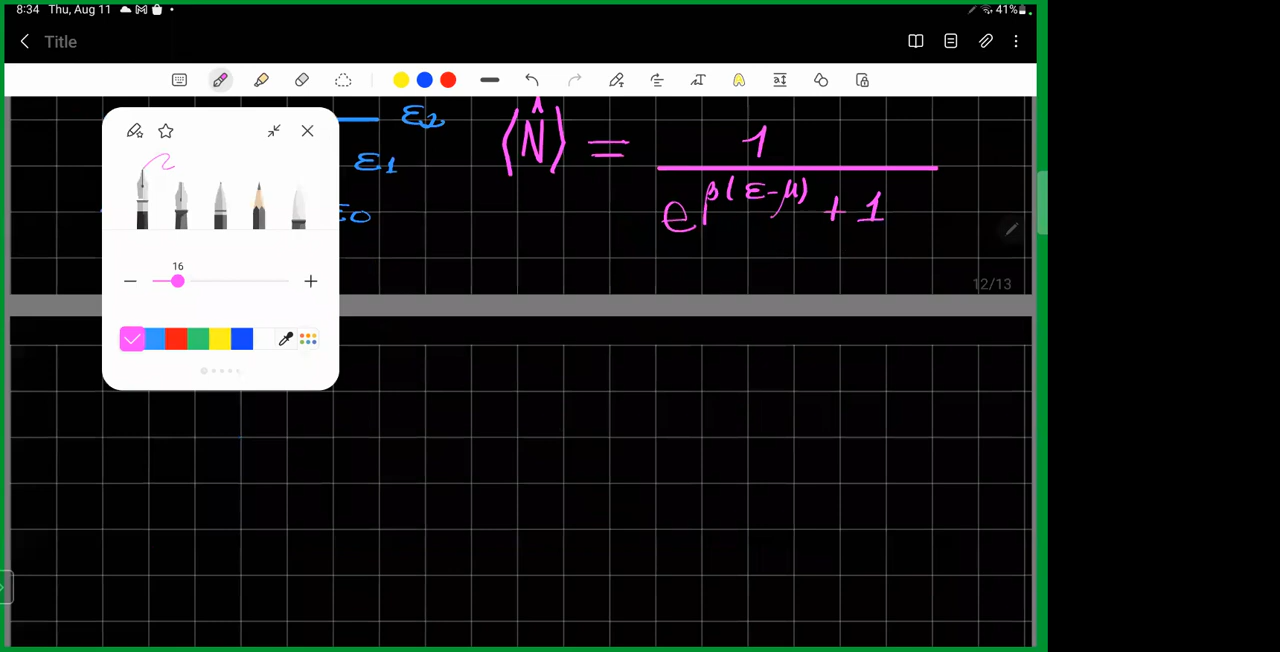 8:34 Thu, Aug 11 41%
Title
ε2
ε1
ε0
⟨N̂⟩ = 1 / (e^β(ε-μ) + 1)
16
12/13